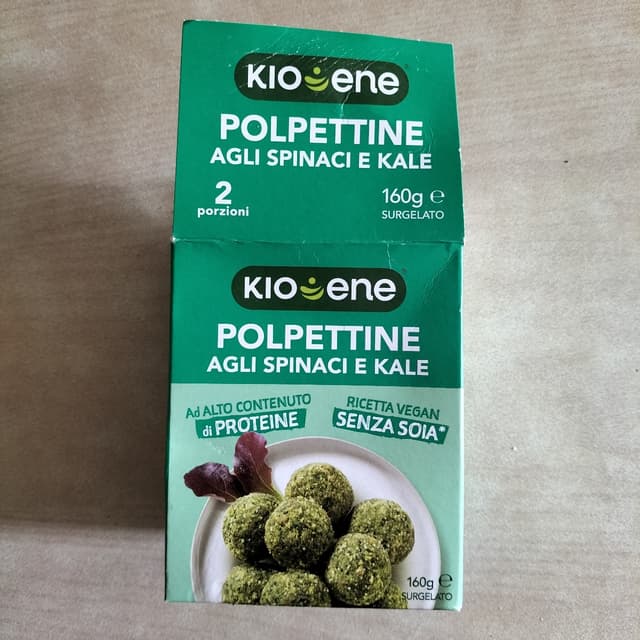 KIOENE
POLPETTINE
AGLI SPINACI E KALE
2
porzioni
160g ℮
SURGELATO
KIOENE
POLPETTINE
AGLI SPINACI E KALE
Ad ALTO CONTENUTO
di PROTEINE
RICETTA VEGAN
SENZA SOIA*
160g ℮
SURGELATO